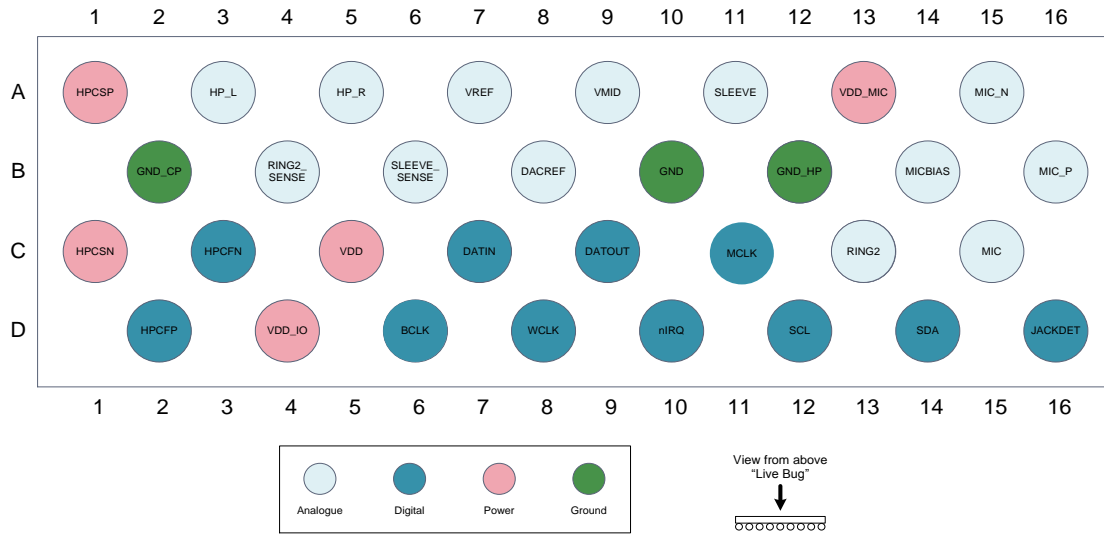 1 2 3 4 5 6 7 8 9 10 11 12 13 14 15 16
A HPCSP HP_L HP_R VREF VMID SLEEVE VDD_MIC MIC_N
B GND_CP RING2_ SENSE SLEEVE_ SENSE DACREF GND GND_HP MICBIAS MIC_P
C HPCSN HPCFN VDD DATIN DATOUT MCLK RING2 MIC
D HPCFP VDD_IO BCLK WCLK nIRQ SCL SDA JACKDET
1 2 3 4 5 6 7 8 9 10 11 12 13 14 15 16
Analogue Digital Power Ground
View from above
“Live Bug”